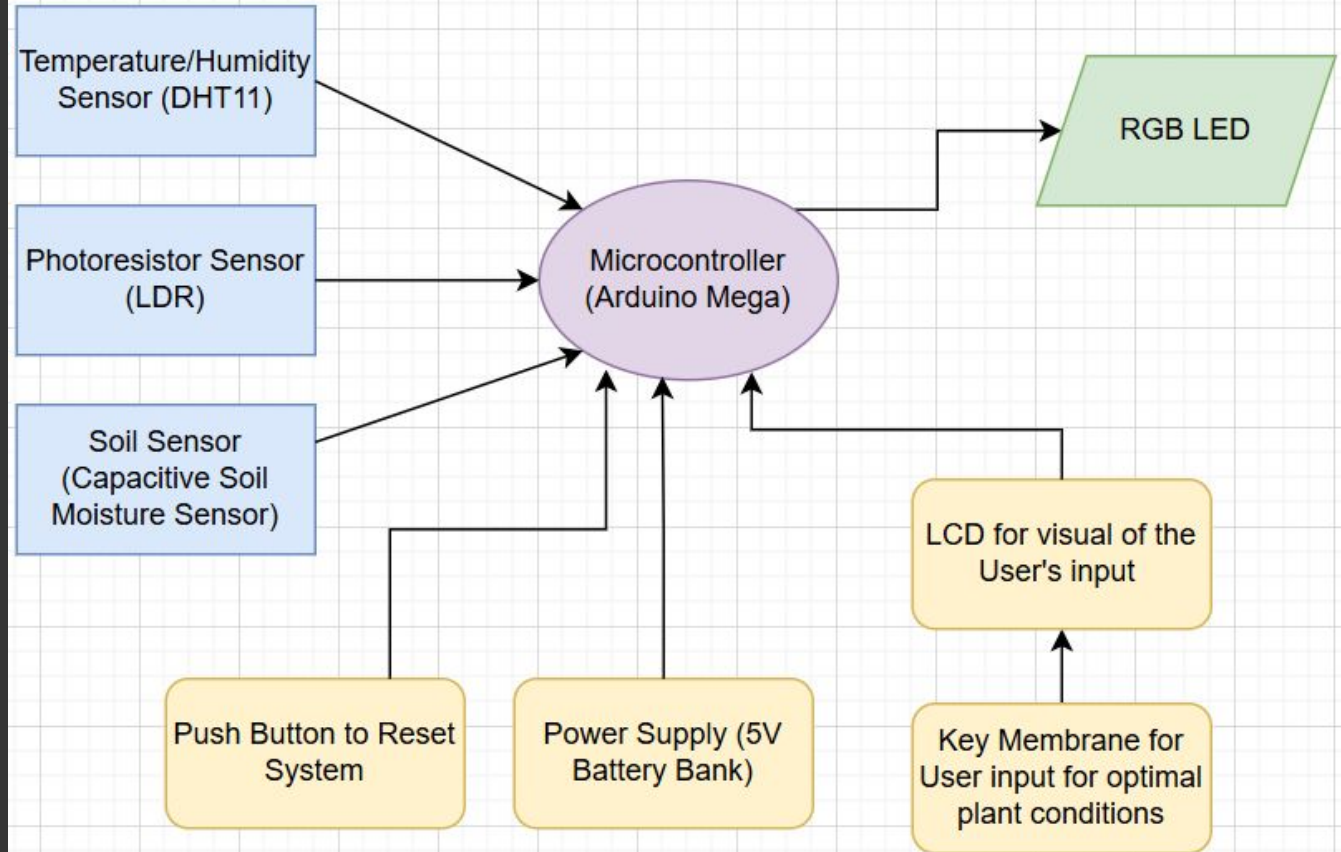 Temperature/Humidity
Sensor (DHT11)
RGB LED
Photoresistor Sensor
(LDR)
Microcontroller
(Arduino Mega)
Soil Sensor
(Capacitive Soil
Moisture Sensor)
LCD for visual of the
User's input
Push Button to Reset
System
Power Supply (5V
Battery Bank)
Key Membrane for
User input for optimal
plant conditions